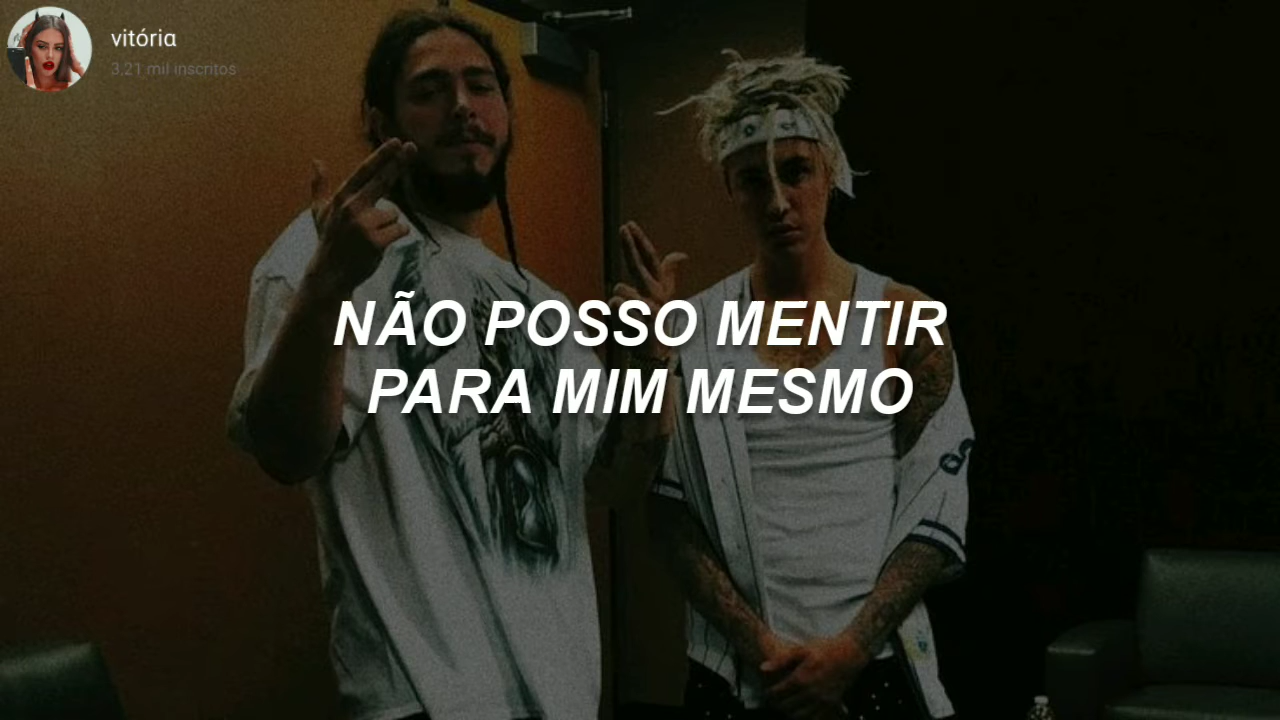 vitória
3,21 mil inscritos
NÃO POSSO MENTIR
PARA MIM MESMO